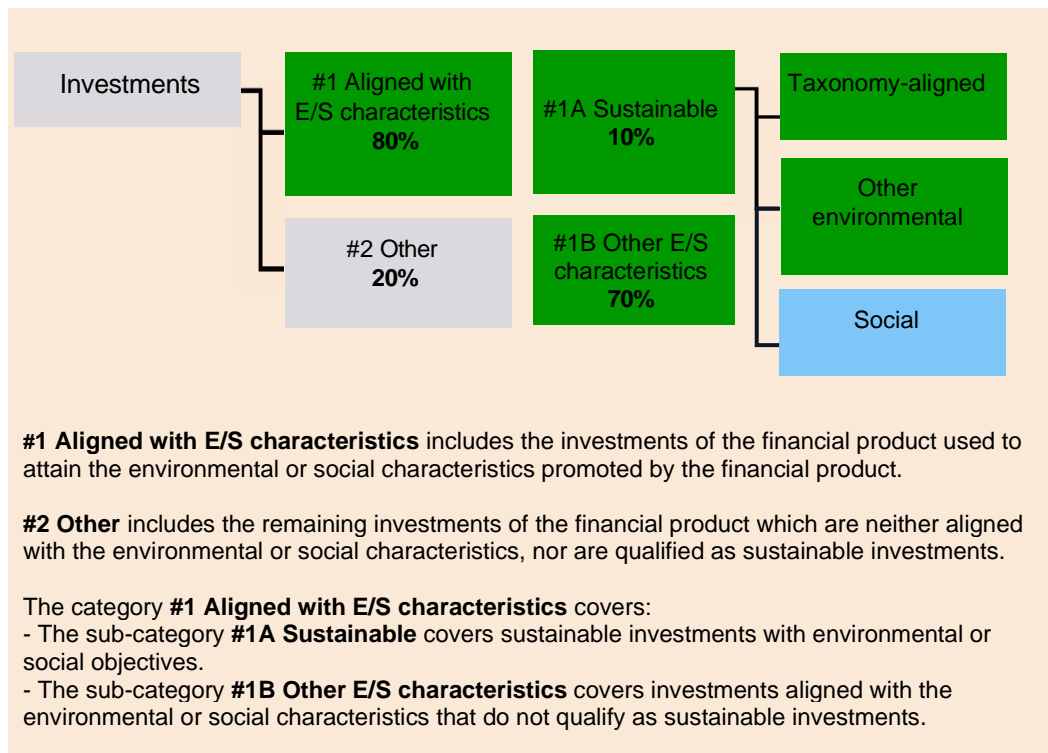 Investments
#1 Aligned with
E/S characteristics
80%
#2 Other
20%
#1A Sustainable
10%
#1B Other E/S
characteristics
70%
Taxonomy-aligned
Other
environmental
Social
#1 Aligned with E/S characteristics includes the investments of the financial product used to
attain the environmental or social characteristics promoted by the financial product.
#2 Other includes the remaining investments of the financial product which are neither aligned
with the environmental or social characteristics, nor are qualified as sustainable investments.
The category #1 Aligned with E/S characteristics covers:
- The sub-category #1A Sustainable covers sustainable investments with environmental or
social objectives.
- The sub-category #1B Other E/S characteristics covers investments aligned with the
environmental or social characteristics that do not qualify as sustainable investments.